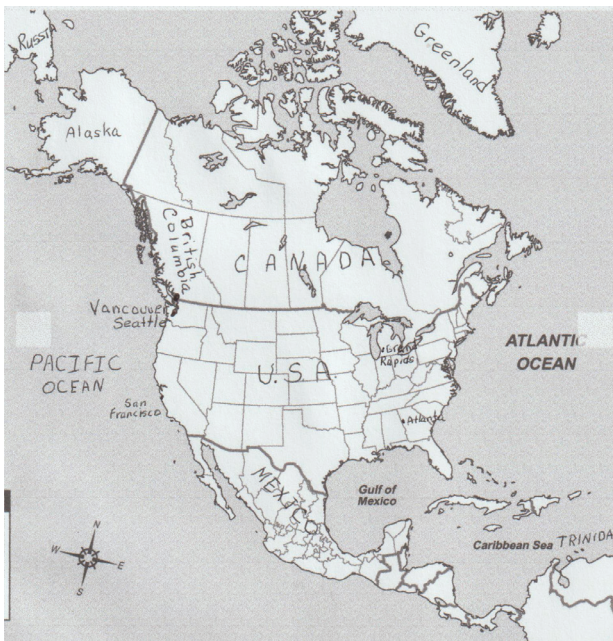 RUSSIA
Greenland
Alaska
British
Columbia
CANADA
Vancouver
Seattle
ATLANTIC
OCEAN
Grand
Rapids
PACIFIC
OCEAN
U.S.A.
San
Francisco
Atlanta
MEXICO
Gulf of
Mexico
Caribbean Sea
TRINIDA
N
W
E
S